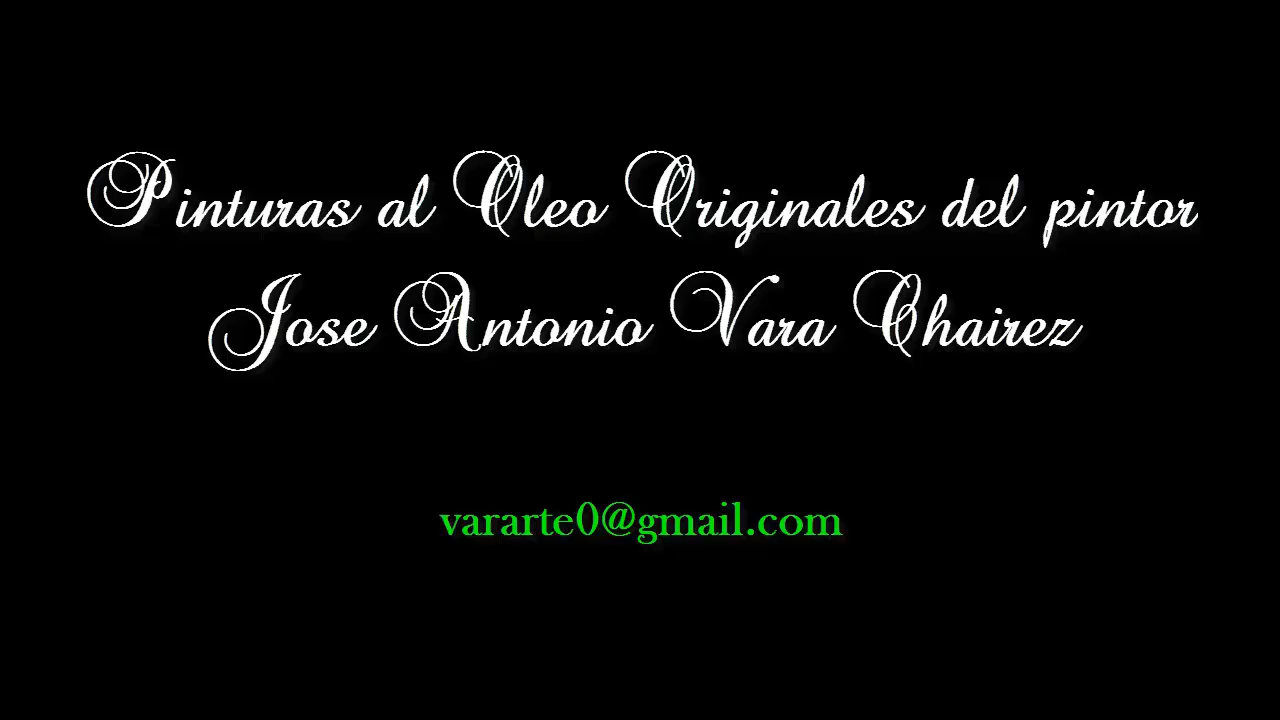 Pinturas al Oleo Originales del pintor
Jose Antonio Vara Chairez
vararte0@gmail.com